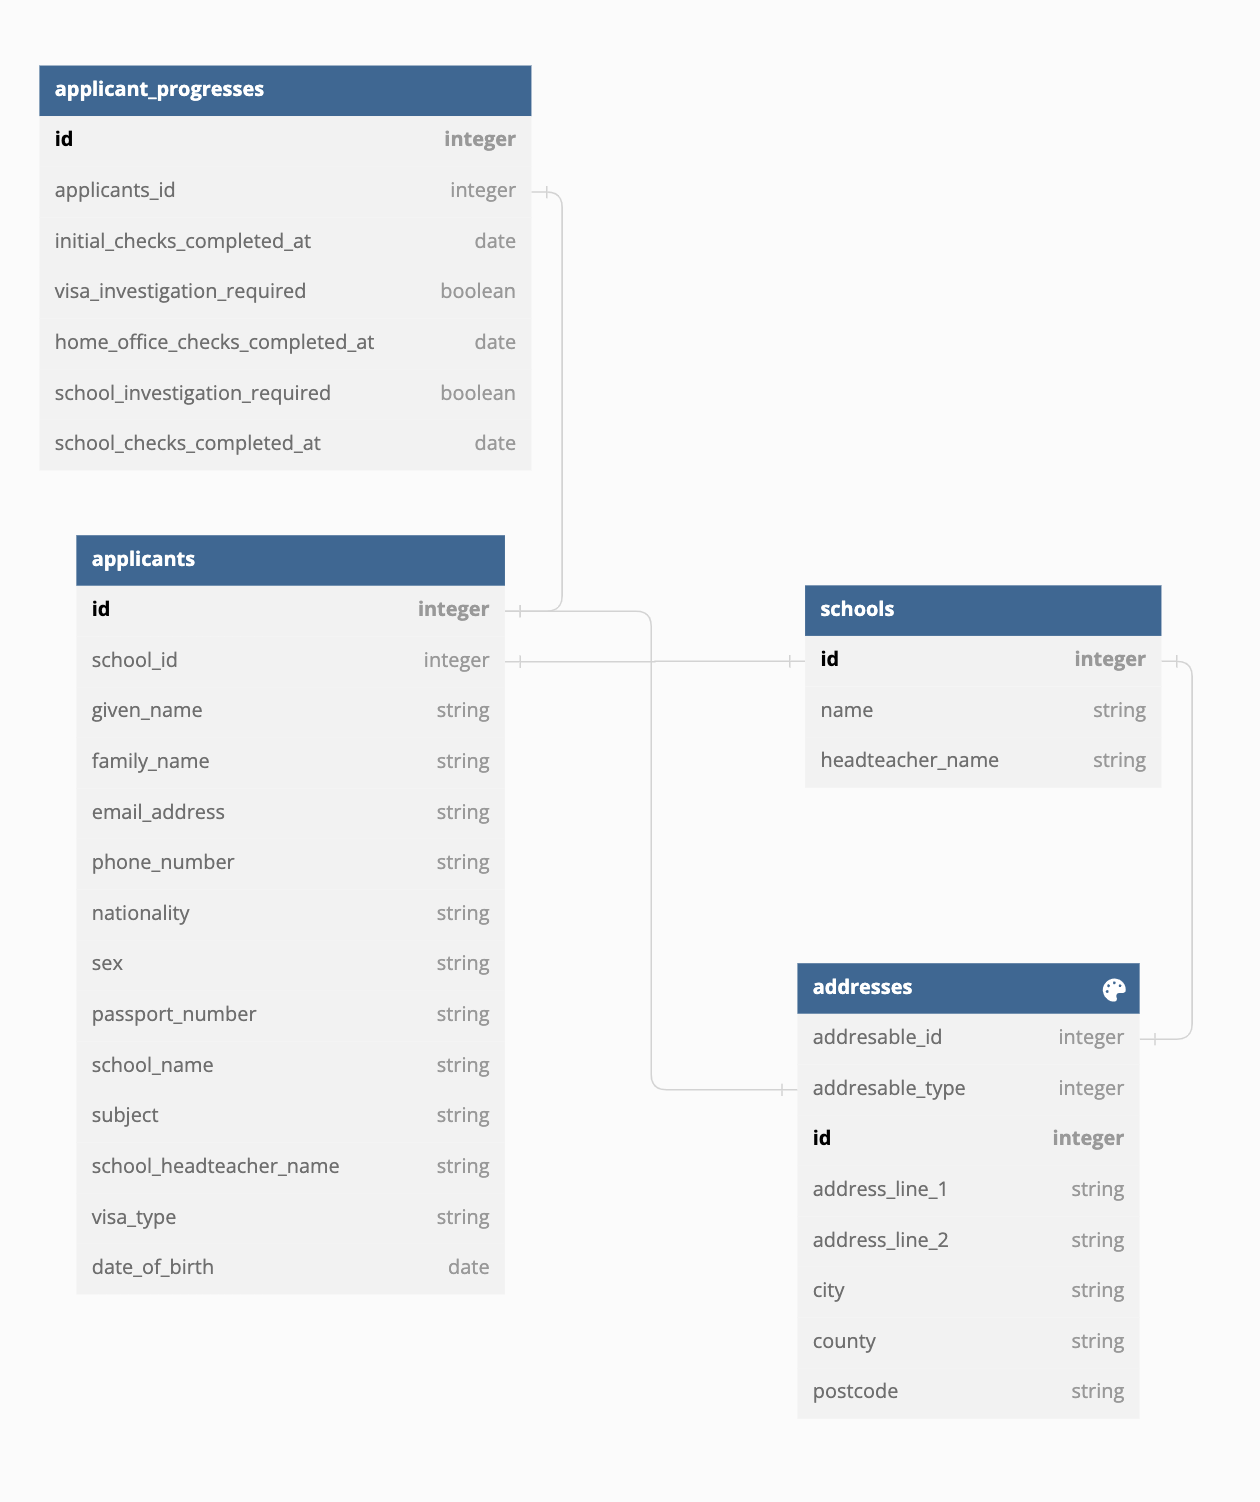 applicant_progresses
id integer
applicants_id integer
initial_checks_completed_at date
visa_investigation_required boolean
home_office_checks_completed_at date
school_investigation_required boolean
school_checks_completed_at date
applicants
id integer
school_id integer
given_name string
family_name string
email_address string
phone_number string
nationality string
sex string
passport_number string
school_name string
subject string
school_headteacher_name string
visa_type string
date_of_birth date
schools
id integer
name string
headteacher_name string
addresses
addresable_id integer
addresable_type integer
id integer
address_line_1 string
address_line_2 string
city string
county string
postcode string